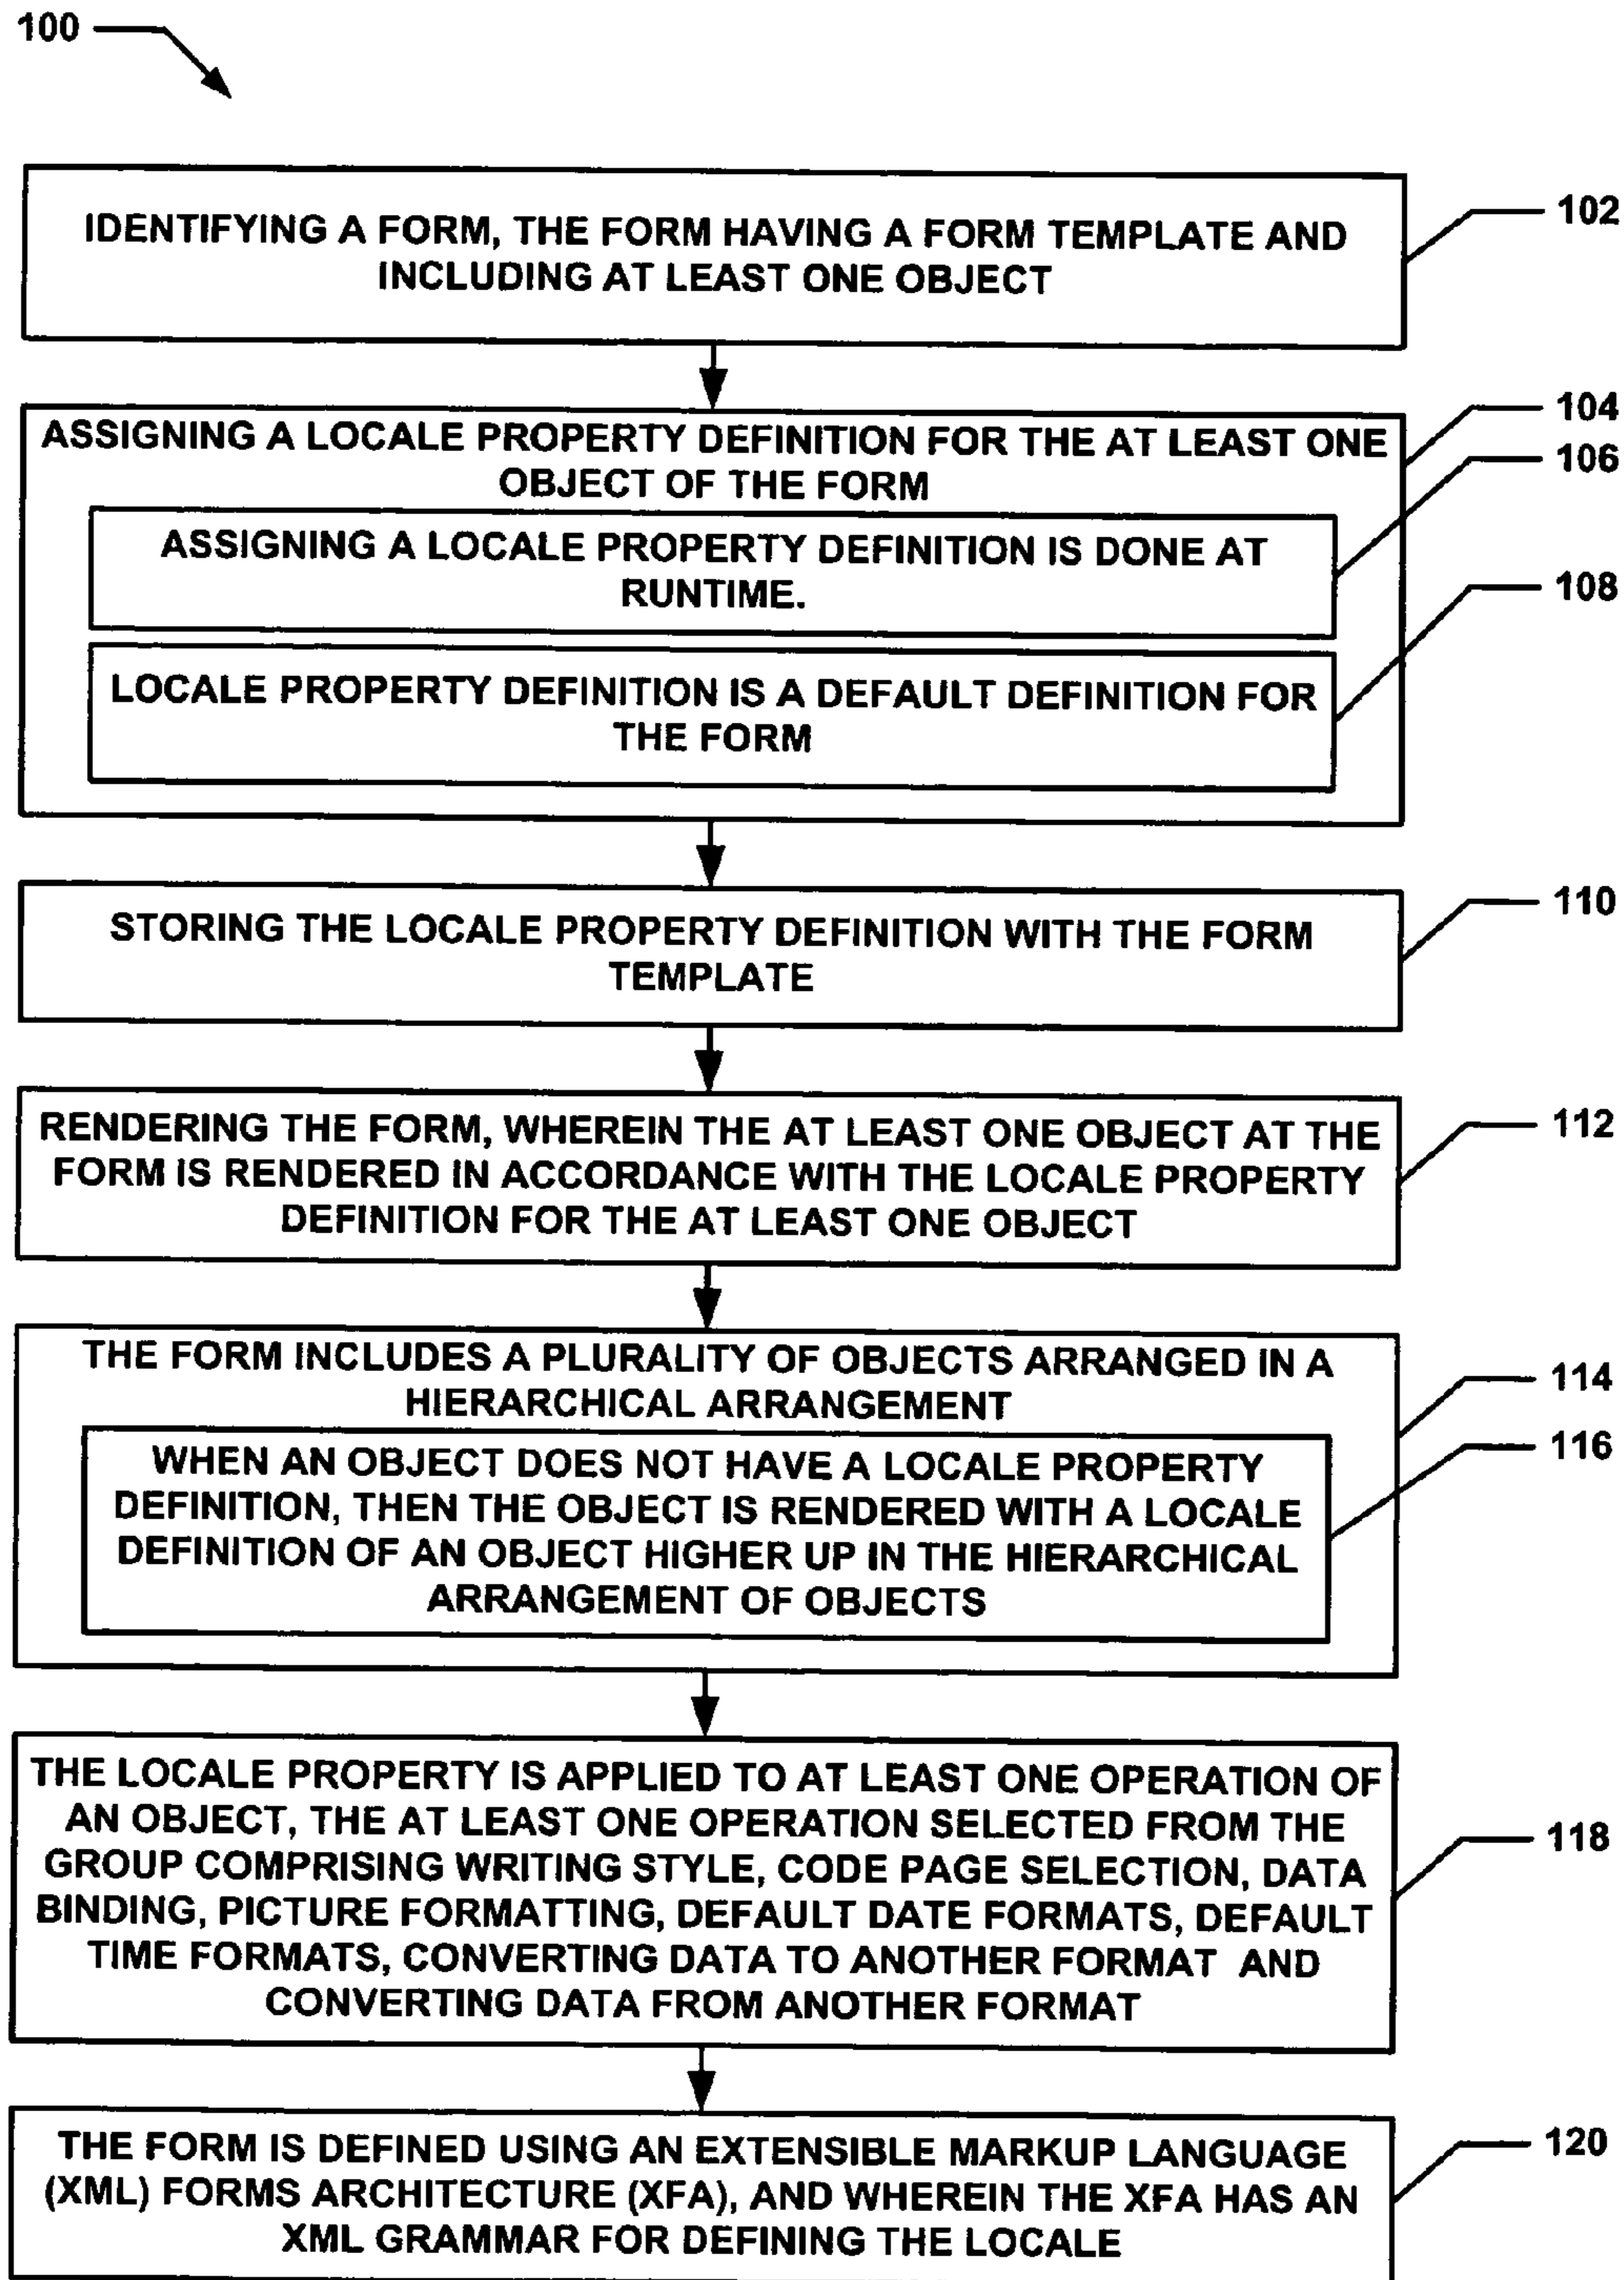 100
IDENTIFYING A FORM, THE FORM HAVING A FORM TEMPLATE AND
INCLUDING AT LEAST ONE OBJECT
102
ASSIGNING A LOCALE PROPERTY DEFINITION FOR THE AT LEAST ONE
OBJECT OF THE FORM
104
ASSIGNING A LOCALE PROPERTY DEFINITION IS DONE AT
RUNTIME.
106
LOCALE PROPERTY DEFINITION IS A DEFAULT DEFINITION FOR
THE FORM
108
STORING THE LOCALE PROPERTY DEFINITION WITH THE FORM
TEMPLATE
110
RENDERING THE FORM, WHEREIN THE AT LEAST ONE OBJECT AT THE
FORM IS RENDERED IN ACCORDANCE WITH THE LOCALE PROPERTY
DEFINITION FOR THE AT LEAST ONE OBJECT
112
THE FORM INCLUDES A PLURALITY OF OBJECTS ARRANGED IN A
HIERARCHICAL ARRANGEMENT
114
WHEN AN OBJECT DOES NOT HAVE A LOCALE PROPERTY
DEFINITION, THEN THE OBJECT IS RENDERED WITH A LOCALE
DEFINITION OF AN OBJECT HIGHER UP IN THE HIERARCHICAL
ARRANGEMENT OF OBJECTS
116
THE LOCALE PROPERTY IS APPLIED TO AT LEAST ONE OPERATION OF
AN OBJECT, THE AT LEAST ONE OPERATION SELECTED FROM THE
GROUP COMPRISING WRITING STYLE, CODE PAGE SELECTION, DATA
BINDING, PICTURE FORMATTING, DEFAULT DATE FORMATS, DEFAULT
TIME FORMATS, CONVERTING DATA TO ANOTHER FORMAT AND
CONVERTING DATA FROM ANOTHER FORMAT
118
THE FORM IS DEFINED USING AN EXTENSIBLE MARKUP LANGUAGE
(XML) FORMS ARCHITECTURE (XFA), AND WHEREIN THE XFA HAS AN
XML GRAMMAR FOR DEFINING THE LOCALE
120